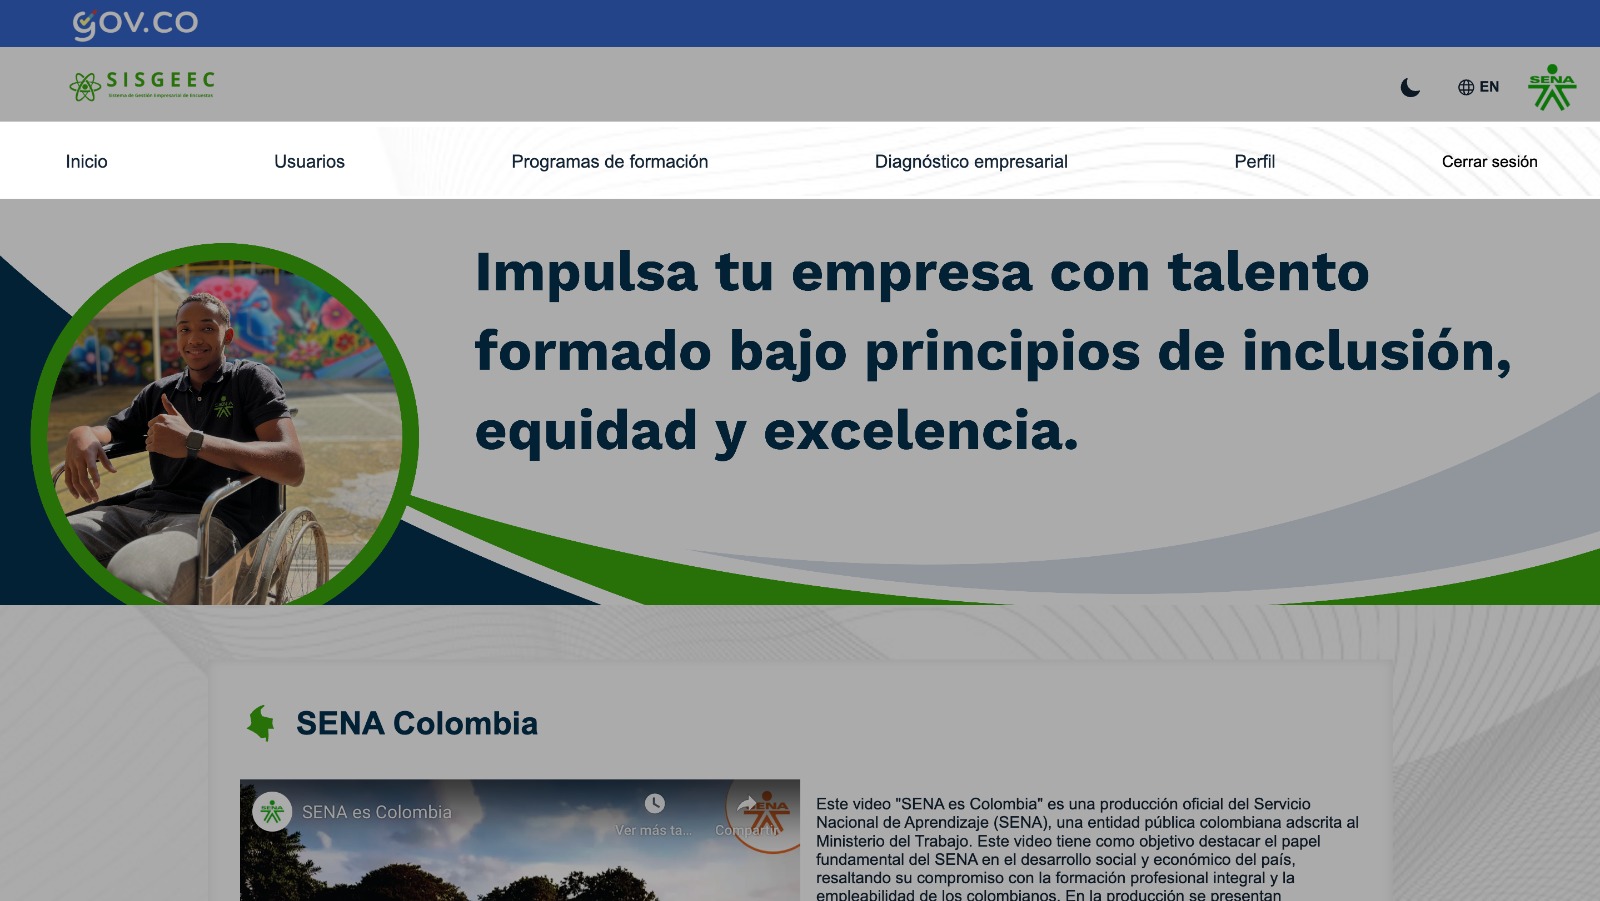 GOV.CO
SISGEEC
Sistema de Gestión Empresarial de Encuestas
EN
SENA
Inicio
Usuarios
Programas de formación
Diagnóstico empresarial
Perfil
Cerrar sesión
Impulsa tu empresa con talento
formado bajo principios de inclusión,
equidad y excelencia.
SENA
SENA Colombia
SENA
SENA es Colombia
Ver más ta...
Compartir
SENA
Este video "SENA es Colombia" es una producción oficial del Servicio
Nacional de Aprendizaje (SENA), una entidad pública colombiana adscrita al
Ministerio del Trabajo. Este video tiene como objetivo destacar el papel
fundamental del SENA en el desarrollo social y económico del país,
resaltando su compromiso con la formación profesional integral y la
empleabilidad de los colombianos. En la producción se presentan